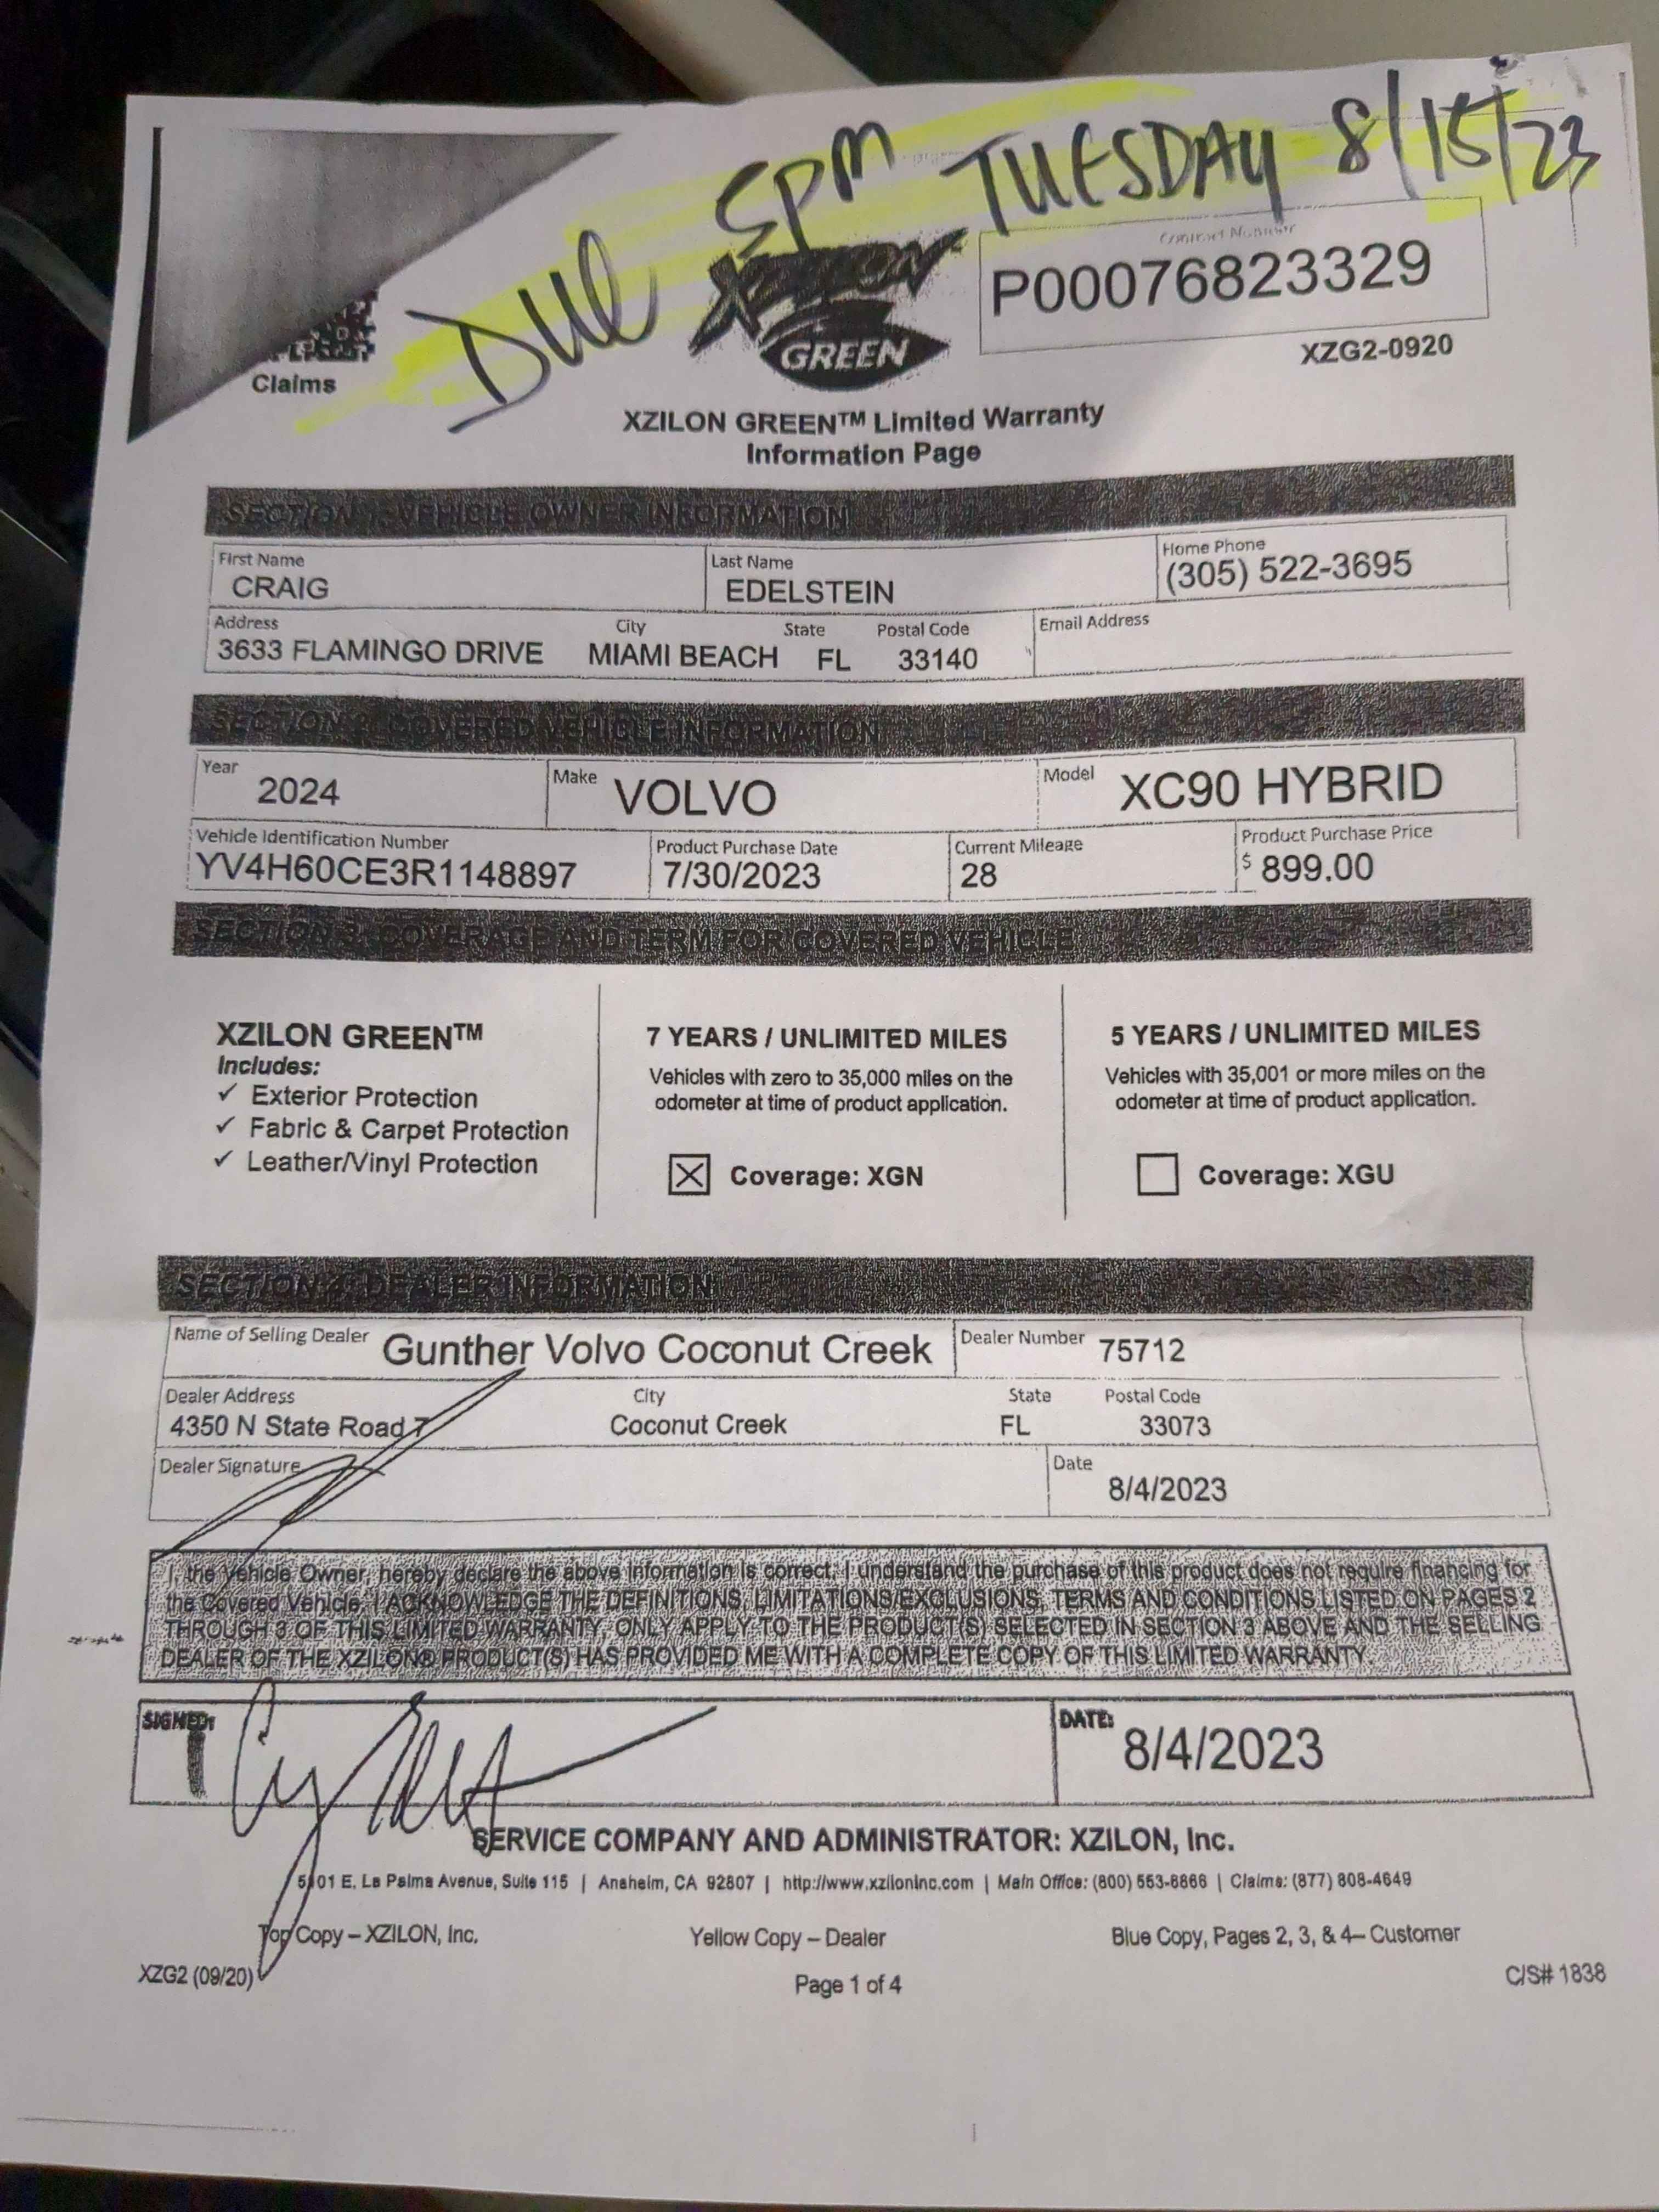 DUE 5PM TUESDAY 8/15/23
XZILON
GREEN
Contract Number
P00076823329
XZG2-0920
Claims
XZILON GREEN™ Limited Warranty
Information Page
SECTION 1: VEHICLE OWNER INFORMATION
First Name Last Name Home Phone
CRAIG EDELSTEIN (305) 522-3695
Address City State Postal Code Email Address
3633 FLAMINGO DRIVE MIAMI BEACH FL 33140
SECTION 2: COVERED VEHICLE INFORMATION
Year 2024 Make VOLVO Model XC90 HYBRID
Vehicle Identification Number Product Purchase Date Current Mileage Product Purchase Price
YV4H60CE3R1148897 7/30/2023 28 $ 899.00
SECTION 3: COVERAGE AND TERM FOR COVERED VEHICLE
XZILON GREEN™
Includes:
✓ Exterior Protection
✓ Fabric & Carpet Protection
✓ Leather/Vinyl Protection
7 YEARS / UNLIMITED MILES
Vehicles with zero to 35,000 miles on the
odometer at time of product application.
☒ Coverage: XGN
5 YEARS / UNLIMITED MILES
Vehicles with 35,001 or more miles on the
odometer at time of product application.
☐ Coverage: XGU
SECTION 4: DEALER INFORMATION
Name of Selling Dealer Gunther Volvo Coconut Creek Dealer Number 75712
Dealer Address City State Postal Code
4350 N State Road 7 Coconut Creek FL 33073
Dealer Signature Date
8/4/2023
I, the Vehicle Owner, hereby declare the above information is correct. I understand the purchase of this product does not require financing for
the Covered Vehicle. I ACKNOWLEDGE THE DEFINITIONS, LIMITATIONS/EXCLUSIONS, TERMS AND CONDITIONS LISTED ON PAGES 2
THROUGH 3 OF THIS LIMITED WARRANTY, ONLY APPLY TO THE PRODUCT(S) SELECTED IN SECTION 3 ABOVE AND THE SELLING
DEALER OF THE XZILON® PRODUCT(S) HAS PROVIDED ME WITH A COMPLETE COPY OF THIS LIMITED WARRANTY.
SIGNED: DATE: 8/4/2023
SERVICE COMPANY AND ADMINISTRATOR: XZILON, Inc.
E. La Palma Avenue, Suite 115 | Anaheim, CA 92807 | http://www.xziloninc.com | Main Office: (800) 553-6866 | Claims: (877) 808-4649
Top Copy – XZILON, Inc. Yellow Copy – Dealer Blue Copy, Pages 2, 3, & 4– Customer
XZG2 (09/20) Page 1 of 4 C/S# 1838